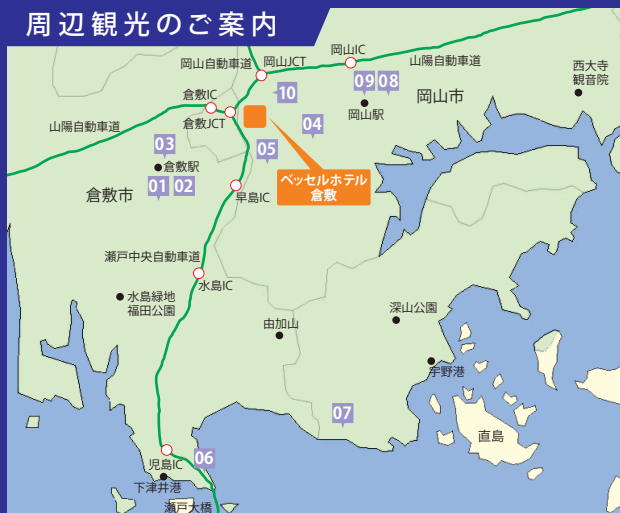 周辺観光のご案内
岡山IC
岡山自動車道
岡山JCT
山陽自動車道
西大寺
観音院
倉敷IC
10
09
08
岡山市
岡山駅
山陽自動車道
倉敷JCT
04
03
05
倉敷駅
ベッセルホテル
倉敷
01
02
倉敷市
早島IC
瀬戸中央自動車道
水島IC
水島緑地
福田公園
深山公園
由加山
宇野港
07
直島
児島IC
06
下津井港
瀬戸大橋